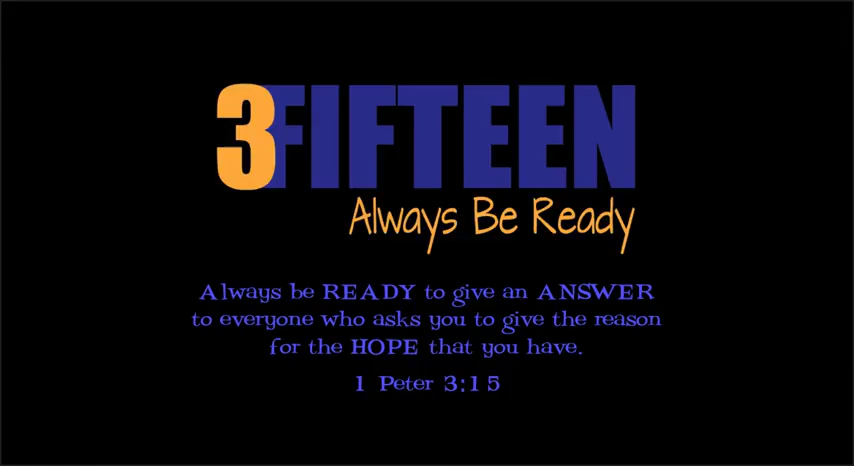 3FIFTEEN
Always Be Ready
Always be READY to give an ANSWER
to everyone who asks you to give the reason
for the HOPE that you have.
1 Peter 3:15